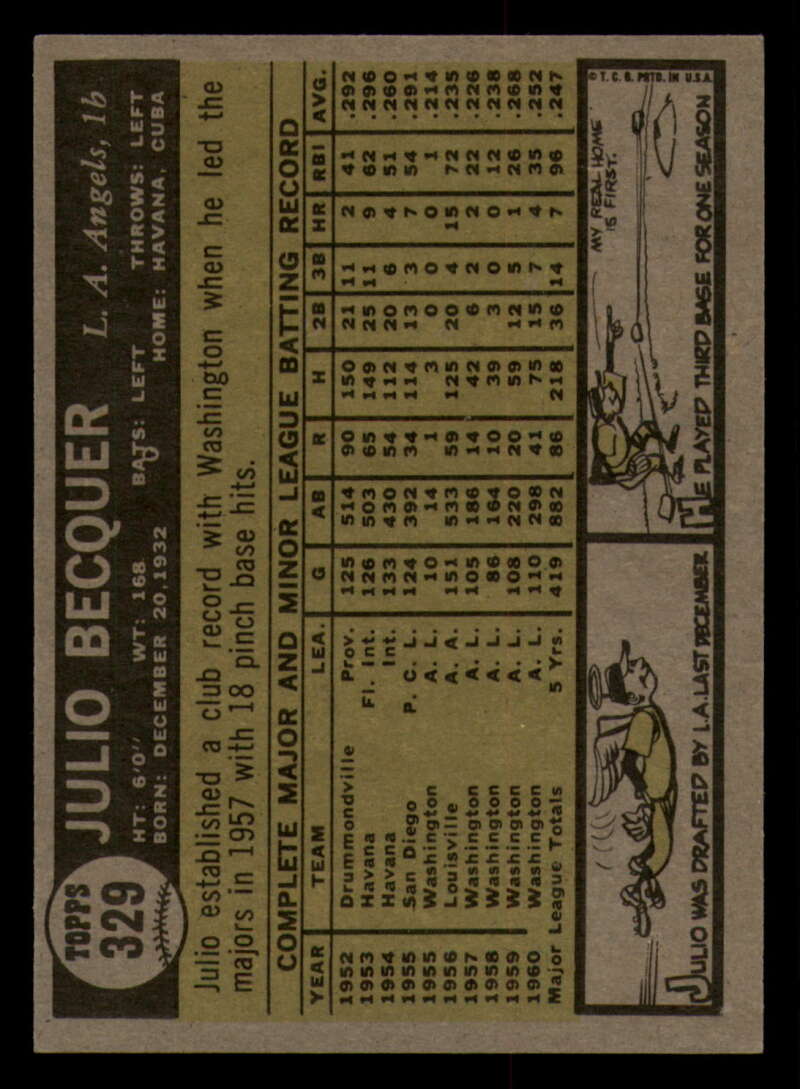 TOPPS
329
JULIO BECQUER L. A. Angels, 1b
HT: 6'0" WT: 168 BATS: LEFT THROWS: LEFT
BORN: DECEMBER 20, 1932 HOME: HAVANA, CUBA
Julio established a club record with Washington when he led the
majors in 1957 with 18 pinch base hits.
COMPLETE MAJOR AND MINOR LEAGUE BATTING RECORD
YEAR TEAM LEA. G AB R H 2B 3B HR RBI AVG.
1952 Drummondville Prov. 125 514 90 150 21 11 2 41 .292
1953 Havana Fl. Int. 126 503 65 149 25 11 9 62 .296
1954 Havana Int. 133 430 54 112 20 6 4 51 .260
1955 San Diego P. C. L. 124 392 34 114 13 3 7 54 .291
1955 Washington A. L. 10 14 1 3 0 0 0 1 .214
1956 Louisville A. A. 151 533 59 125 20 4 15 72 .235
1957 Washington A. L. 105 186 14 42 6 2 2 22 .226
1958 Washington A. L. 86 164 10 39 3 0 0 12 .238
1959 Washington A. L. 108 220 20 59 12 5 1 26 .268
1960 Washington A. L. 110 298 41 75 15 7 4 35 .252
Major League Totals 5 Yrs. 419 882 86 218 36 14 7 96 .247
JULIO WAS DRAFTED BY L.A. LAST DECEMBER
MY REAL HOME
IS FIRST.
HE PLAYED THIRD BASE FOR ONE SEASON
© T. C. G. PRTD. IN U.S.A.